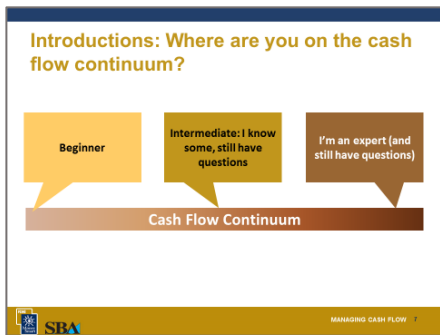 Introductions: Where are you on the cash
flow continuum?
Beginner
Intermediate: I know
some, still have
questions
I'm an expert (and
still have questions)
Cash Flow Continuum
SBA
MANAGING CASH FLOW 7